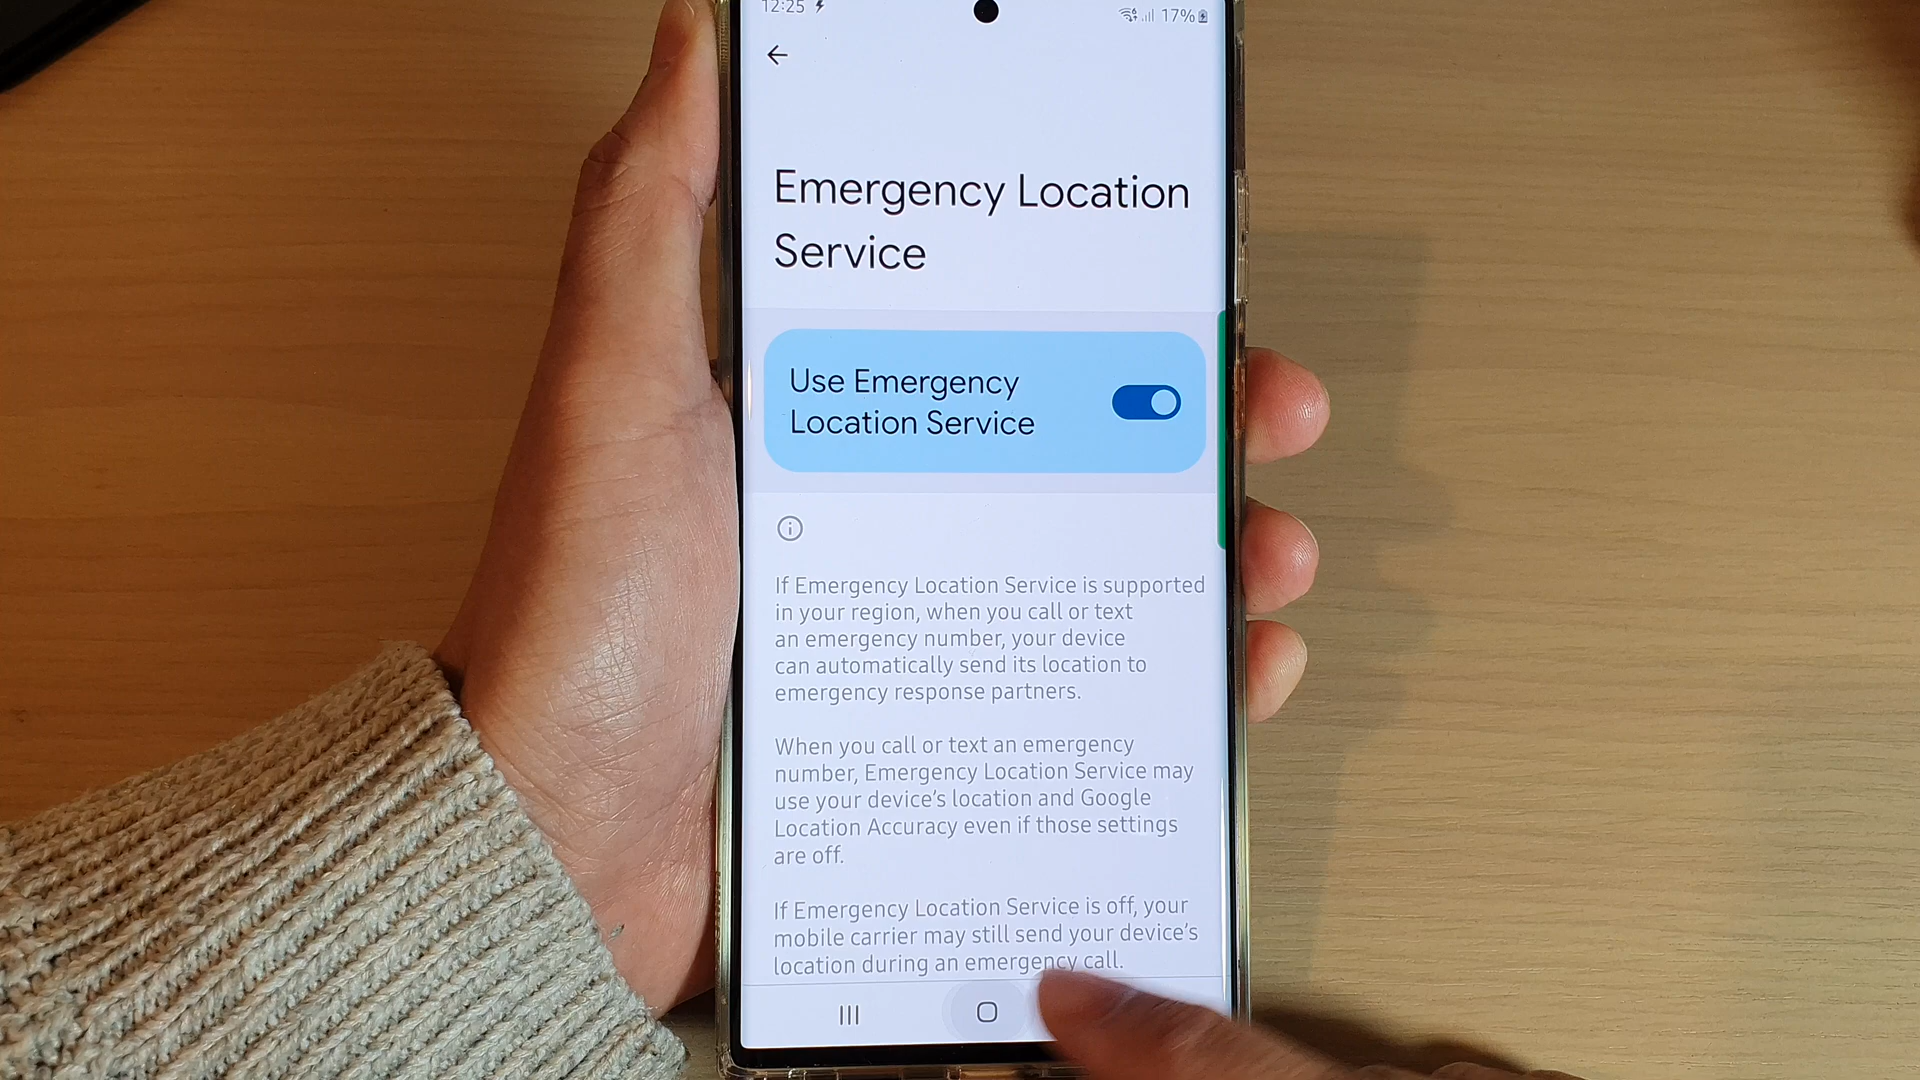 12:25
17%
Emergency Location
Service
Use Emergency
Location Service
If Emergency Location Service is supported
in your region, when you call or text
an emergency number, your device
can automatically send its location to
emergency response partners.
When you call or text an emergency
number, Emergency Location Service may
use your device's location and Google
Location Accuracy even if those settings
are off.
If Emergency Location Service is off, your
mobile carrier may still send your device's
location during an emergency call.